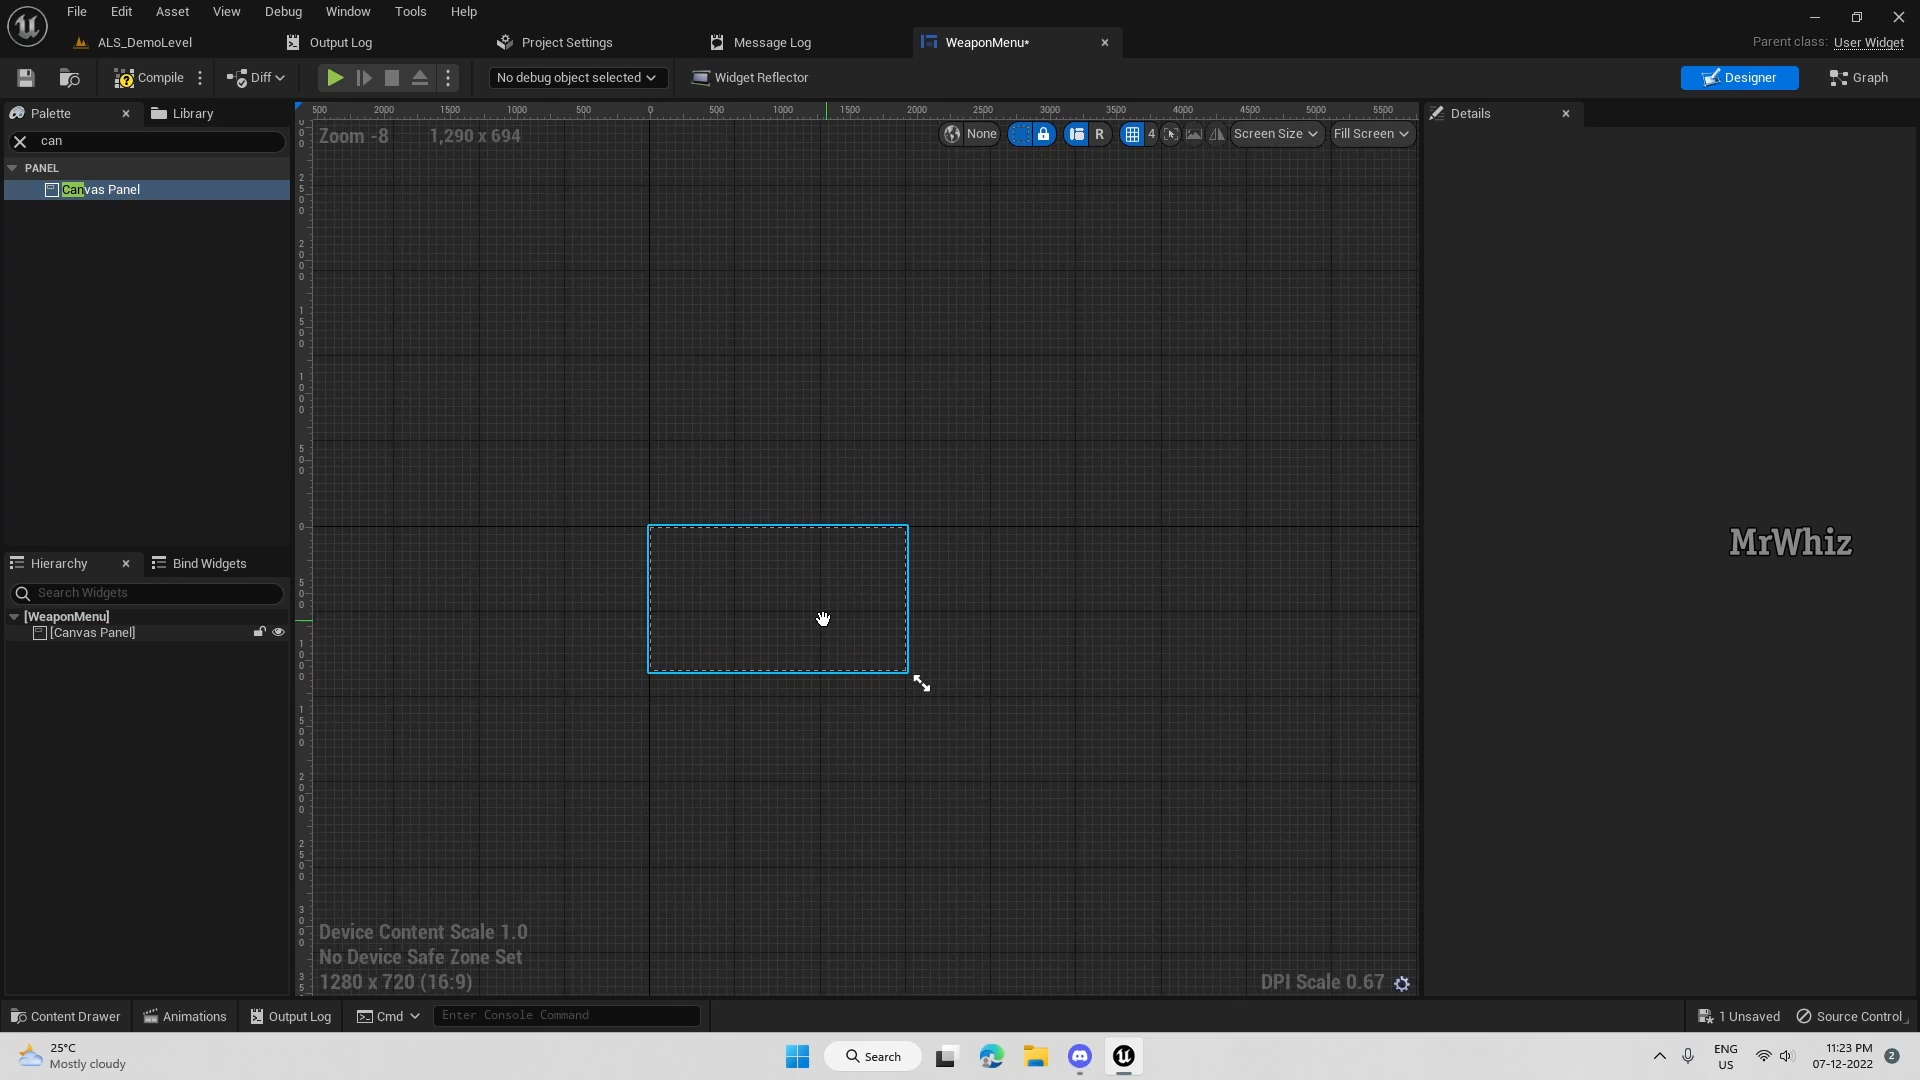 File Edit Asset View Debug Window Tools Help
ALS_DemoLevel Output Log Project Settings Message Log WeaponMenu*
Parent class: User Widget
Compile Diff No debug object selected Widget Reflector Designer Graph
Palette Library
can
PANEL
Canvas Panel
500 2000 1500 1000 500 0 500 1000 1500 2000 2500 3000 3500 4000 4500 5000 5500
Zoom -8 1,290 x 694
None R 4 Screen Size Fill Screen
Details
Hierarchy Bind Widgets
Search Widgets
[WeaponMenu]
[Canvas Panel]
MrWhiz
Device Content Scale 1.0
No Device Safe Zone Set
1280 x 720 (16:9)
DPI Scale 0.67
Content Drawer Animations Output Log Cmd Enter Console Command 1 Unsaved Source Control
25°C
Mostly cloudy
Search
ENG
US
11:23 PM
07-12-2022
2